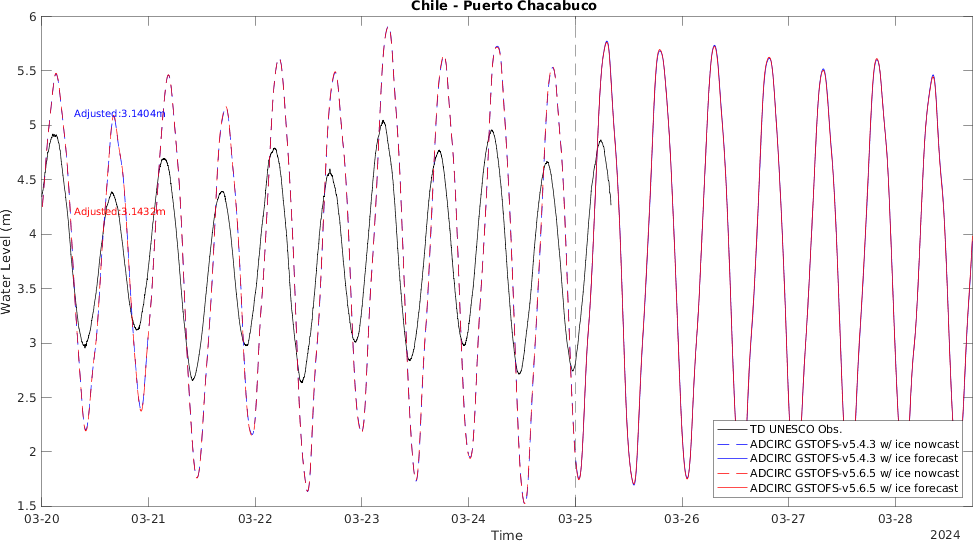 Chile - Puerto Chacabuco
6
5.5
5
4.5
4
3.5
3
2.5
2
1.5
Water Level (m)
Adjusted:3.1404m
Adjusted:3.1432m
TD UNESCO Obs.
ADCIRC GSTOFS-v5.4.3 w/ ice nowcast
ADCIRC GSTOFS-v5.4.3 w/ ice forecast
ADCIRC GSTOFS-v5.6.5 w/ ice nowcast
ADCIRC GSTOFS-v5.6.5 w/ ice forecast
03-20 03-21 03-22 03-23 03-24 03-25 03-26 03-27 03-28
Time
2024